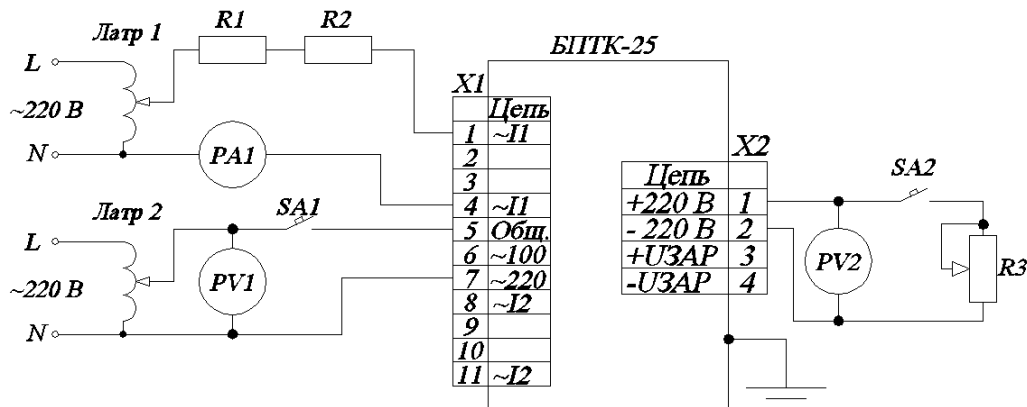 Латр 1
R1
R2
L
~220 В
N
PA1
Латр 2
L
~220 В
N
PV1
SA1
БПТК-25
X1
Цепь
1 ~I1
2
3
4 ~I1
5 Общ.
6 ~100
7 ~220
8 ~I2
9
10
11 ~I2
X2
Цепь
+220 В 1
- 220 В 2
+UЗАР 3
-UЗАР 4
PV2
SA2
R3